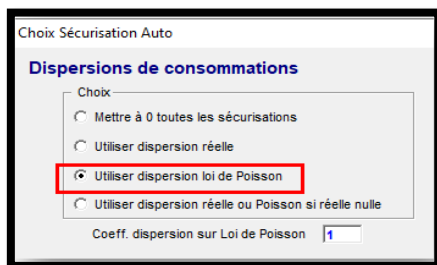 Choix Sécurisation Auto
Dispersions de consommations
Choix
Mettre à 0 toutes les sécurisations
Utiliser dispersion réelle
Utiliser dispersion loi de Poisson
Utiliser dispersion réelle ou Poisson si réelle nulle
Coeff. dispersion sur Loi de Poisson 1